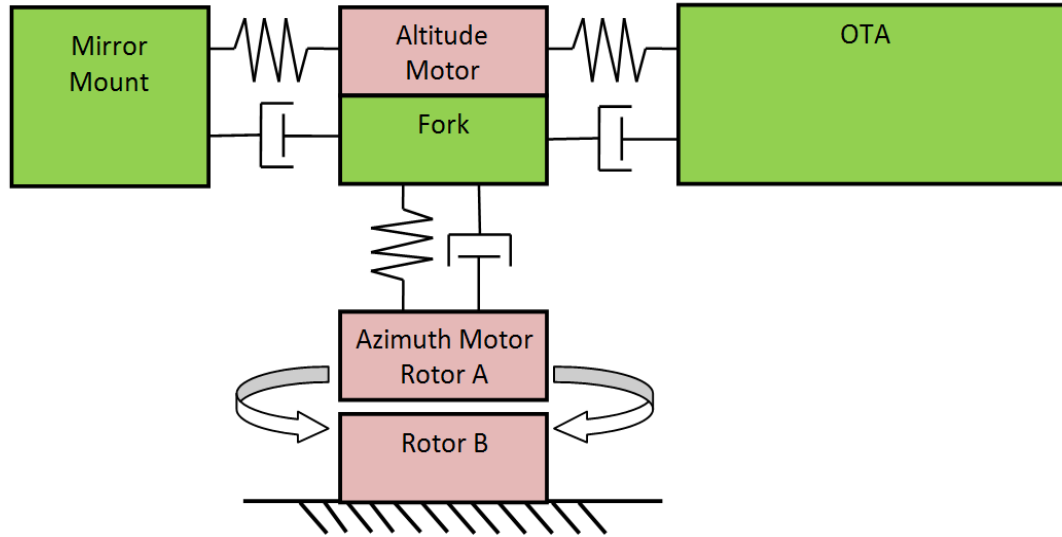 Mirror
Mount
Altitude
Motor
OTA
Fork
Azimuth Motor
Rotor A
Rotor B